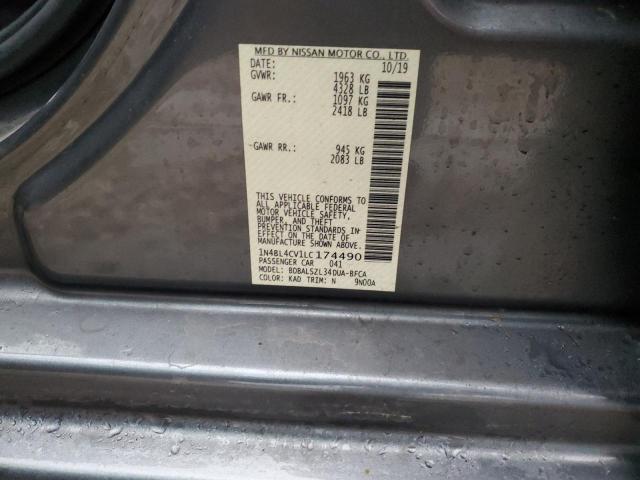 MFD BY NISSAN MOTOR CO., LTD.
DATE: 10/19
GVWR: 1963 KG
4328 LB
GAWR FR.: 1097 KG
2418 LB
GAWR RR.: 945 KG
2083 LB
THIS VEHICLE CONFORMS TO
ALL APPLICABLE FEDERAL
MOTOR VEHICLE SAFETY,
BUMPER, AND THEFT
PREVENTION STANDARDS IN
EFFECT ON THE DATE OF
MANUFACTURE SHOWN ABOVE.
1N4BL4CV1LC174490
PASSENGER CAR 041
MODEL: BDBALSZL34DUA-BFCA
COLOR: KAD TRIM: N 9N00A